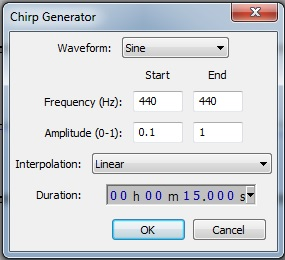 Chirp Generator
Waveform: Sine
Start End
Frequency (Hz): 440 440
Amplitude (0-1): 0.1 1
Interpolation: Linear
Duration: 00 h 00 m 15.000 s
OK Cancel